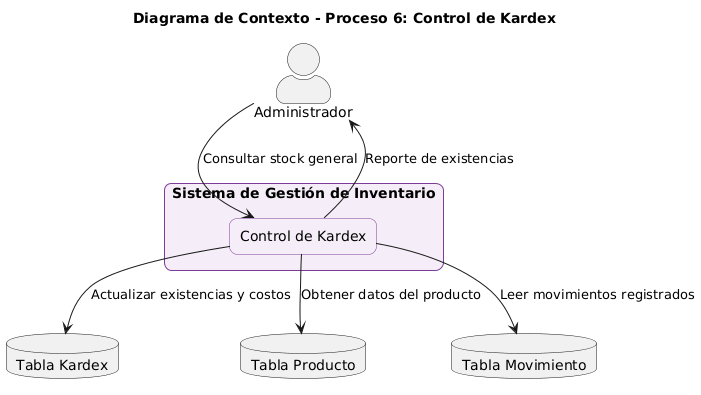 Diagrama de Contexto - Proceso 6: Control de Kardex
Administrador
Consultar stock general
Reporte de existencias
Sistema de Gestión de Inventario
Control de Kardex
Actualizar existencias y costos
Obtener datos del producto
Leer movimientos registrados
Tabla Kardex
Tabla Producto
Tabla Movimiento